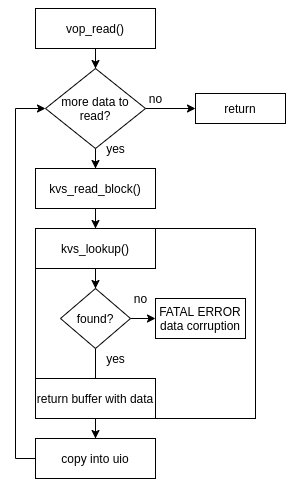 vop_read()
more data to
read?
no
return
yes
kvs_read_block()
kvs_lookup()
found?
no
FATAL ERROR
data corruption
yes
return buffer with data
copy into uio